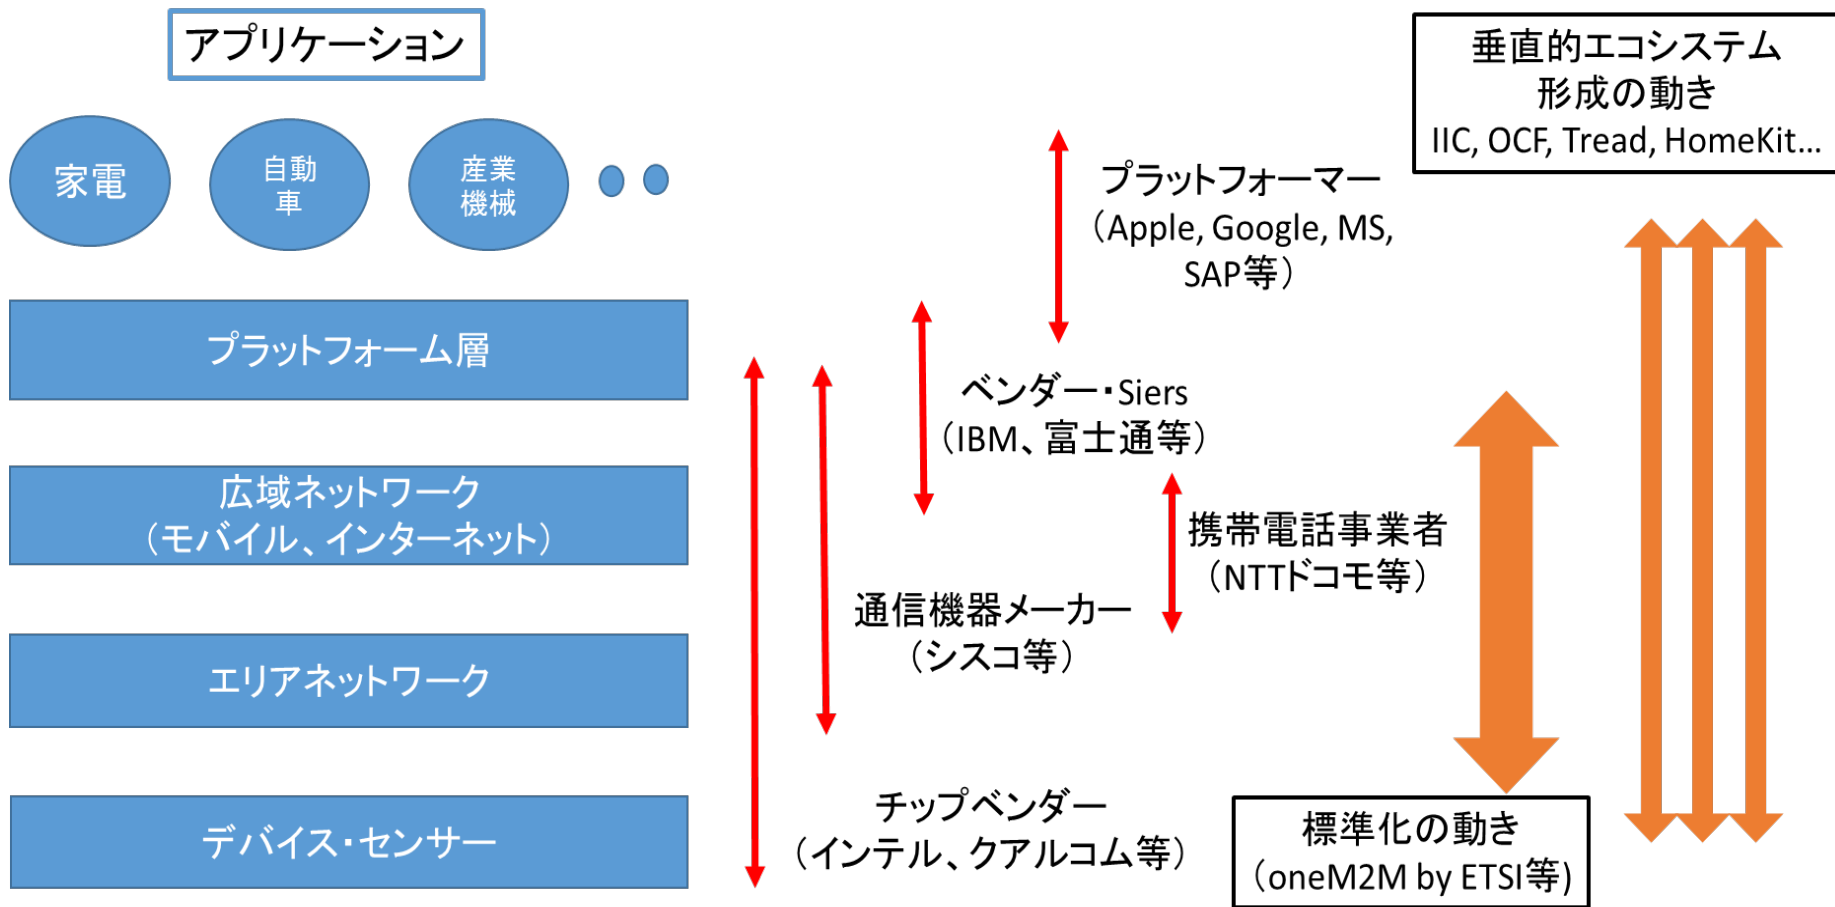 アプリケーション
家電
自動
車
産業
機械
プラットフォーム層
広域ネットワーク
（モバイル、インターネット）
エリアネットワーク
デバイス・センサー
プラットフォーマー
（Apple, Google, MS,
SAP等）
ベンダー・Siers
（IBM、富士通等）
携帯電話事業者
（NTTドコモ等）
通信機器メーカー
（シスコ等）
チップベンダー
（インテル、クアルコム等）
垂直的エコシステム
形成の動き
IIC, OCF, Tread, HomeKit…
標準化の動き
（oneM2M by ETSI等)